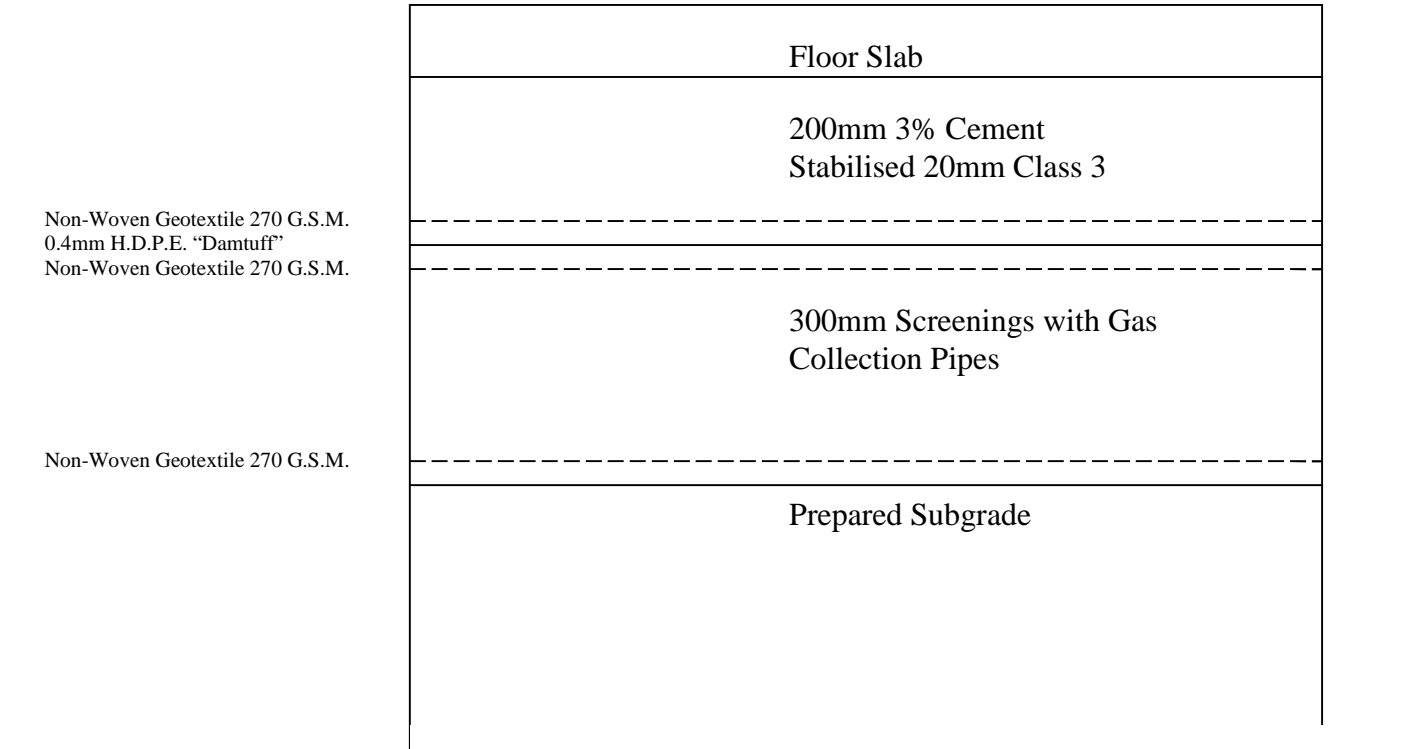 Floor Slab
200mm 3% Cement
Stabilised 20mm Class 3
Non-Woven Geotextile 270 G.S.M.
0.4mm H.D.P.E. “Damtuff”
Non-Woven Geotextile 270 G.S.M.
300mm Screenings with Gas
Collection Pipes
Non-Woven Geotextile 270 G.S.M.
Prepared Subgrade